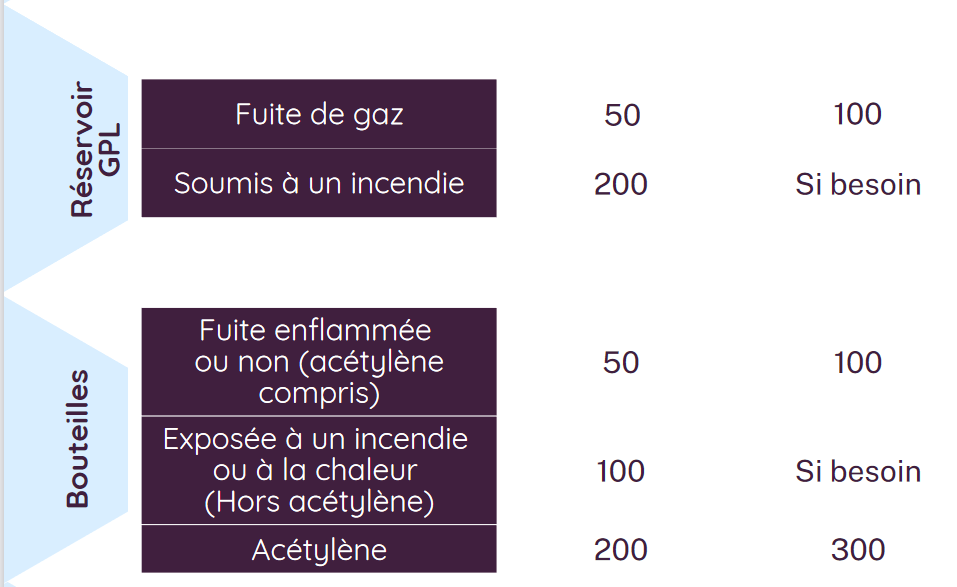 Réservoir
GPL
Fuite de gaz 50 100
Soumis à un incendie 200 Si besoin
Bouteilles
Fuite enflammée
ou non (acétylène
compris)
50 100
Exposée à un incendie
ou à la chaleur
(Hors acétylène)
100 Si besoin
Acétylène 200 300